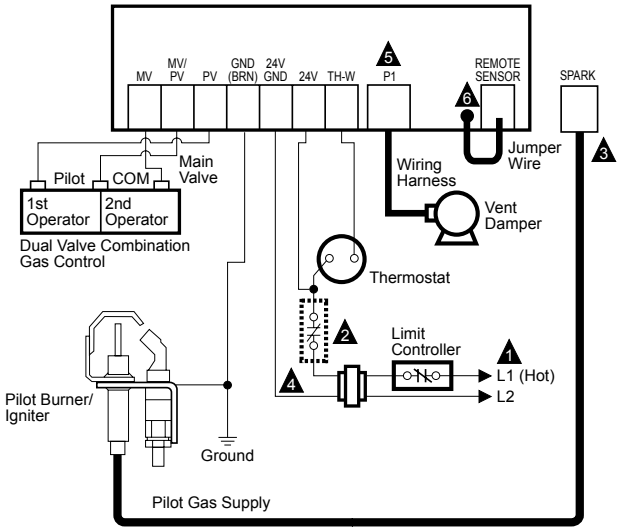 MV
MV/
PV
PV
GND
(BRN)
24V
GND
24V
TH-W
5
P1
6
REMOTE
SENSOR
SPARK
3
Jumper
Wire
Main
Valve
Wiring
Harness
Pilot
COM
1st
Operator
2nd
Operator
Dual Valve Combination
Gas Control
Vent
Damper
Thermostat
2
Limit
Controller
1
L1 (Hot)
4
L2
Pilot Burner/
Igniter
Ground
Pilot Gas Supply